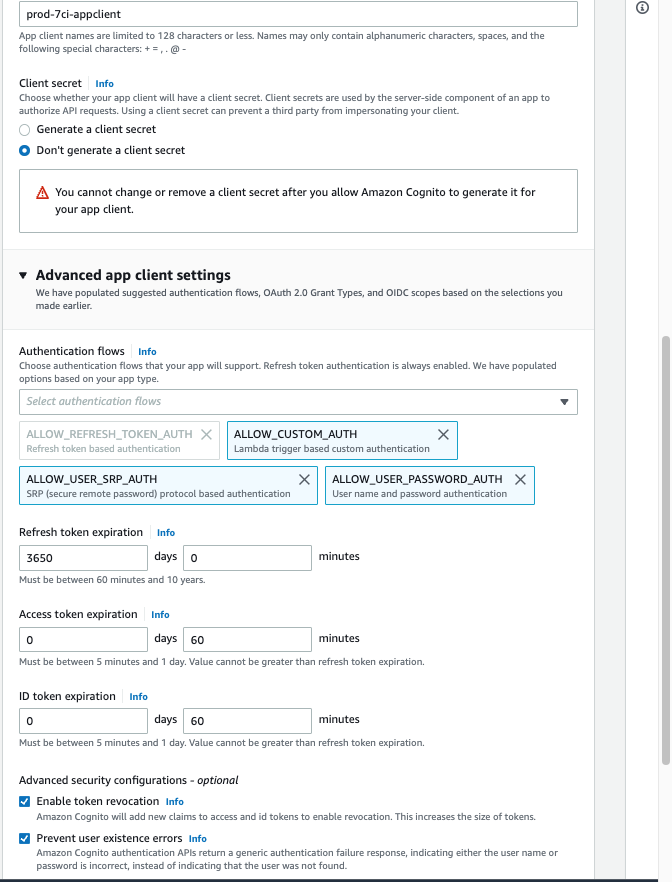 prod-7ci-appclient
App client names are limited to 128 characters or less. Names may only contain alphanumeric characters, spaces, and the
following special characters: + = , . @ -
Client secret Info
Choose whether your app client will have a client secret. Client secrets are used by the server-side component of an app to
authorize API requests. Using a client secret can prevent a third party from impersonating your client.
Generate a client secret
Don't generate a client secret
You cannot change or remove a client secret after you allow Amazon Cognito to generate it for
your app client.
Advanced app client settings
We have populated suggested authentication flows, OAuth 2.0 Grant Types, and OIDC scopes based on the selections you
made earlier.
Authentication flows Info
Choose authentication flows that your app will support. Refresh token authentication is always enabled. We have populated
options based on your app type.
Select authentication flows
ALLOW_REFRESH_TOKEN_AUTH ALLOW_CUSTOM_AUTH
Refresh token based authentication Lambda trigger based custom authentication
ALLOW_USER_SRP_AUTH ALLOW_USER_PASSWORD_AUTH
SRP (secure remote password) protocol based authentication User name and password authentication
Refresh token expiration Info
3650 days 0 minutes
Must be between 60 minutes and 10 years.
Access token expiration Info
0 days 60 minutes
Must be between 5 minutes and 1 day. Value cannot be greater than refresh token expiration.
ID token expiration Info
0 days 60 minutes
Must be between 5 minutes and 1 day. Value cannot be greater than refresh token expiration.
Advanced security configurations - optional
Enable token revocation Info
Amazon Cognito will add new claims to access and id tokens to enable revocation. This increases the size of tokens.
Prevent user existence errors Info
Amazon Cognito authentication APIs return a generic authentication failure response, indicating either the user name or
password is incorrect, instead of indicating that the user was not found.